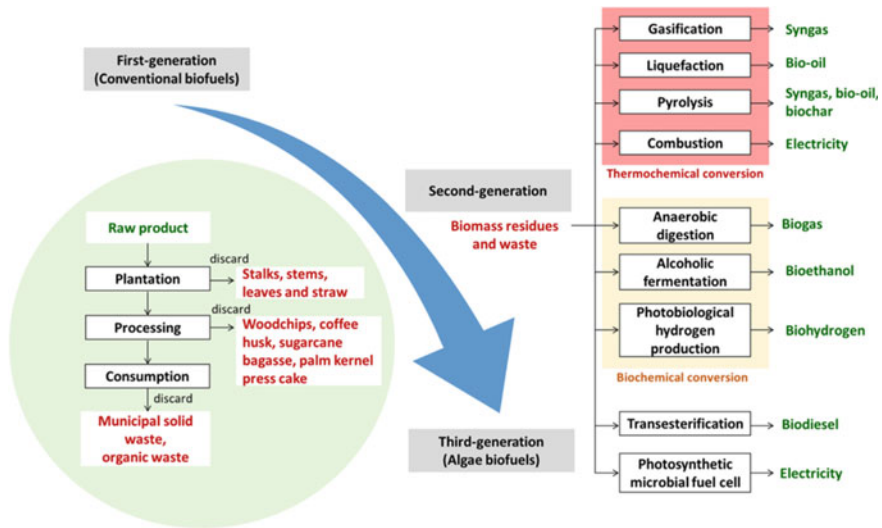 First-generation
(Conventional biofuels)
Raw product
Plantation
discard
Stalks, stems,
leaves and straw
Processing
discard
Woodchips, coffee
husk, sugarcane
bagasse, palm kernel
press cake
Consumption
discard
Municipal solid
waste,
organic waste
Second-generation
Biomass residues
and waste
Third-generation
(Algae biofuels)
Gasification
Syngas
Liquefaction
Bio-oil
Pyrolysis
Syngas, bio-oil,
biochar
Combustion
Electricity
Thermochemical conversion
Anaerobic
digestion
Biogas
Alcoholic
fermentation
Bioethanol
Photobiological
hydrogen
production
Biohydrogen
Biochemical conversion
Transesterification
Biodiesel
Photosynthetic
microbial fuel cell
Electricity